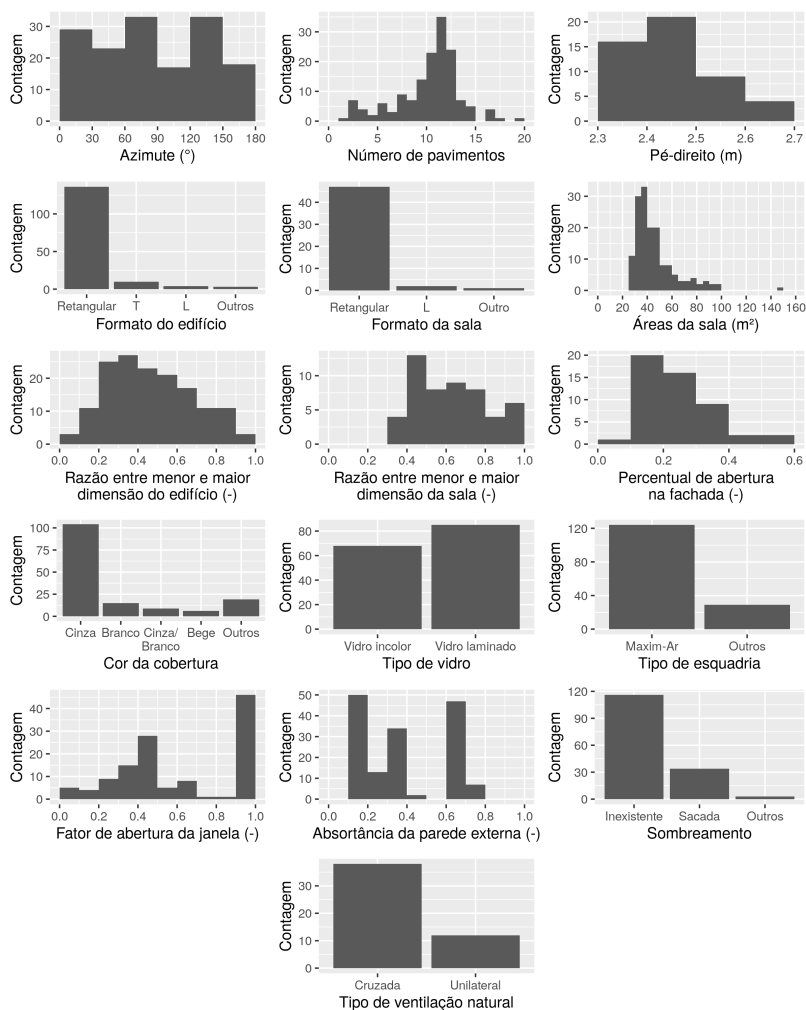 Contagem
30
20
10
0
0 30 60 90 120 150 180
Azimute (°)
Contagem
30
20
10
0
0 5 10 15 20
Número de pavimentos
Contagem
20
15
10
5
0
2.3 2.4 2.5 2.6 2.7
Pé-direito (m)
Contagem
100
50
0
Retangular T L Outros
Formato do edifício
Contagem
40
30
20
10
0
Retangular L Outro
Formato da sala
Contagem
30
20
10
0
0 20 40 60 80 100 120 140 160
Áreas da sala (m²)
Contagem
20
10
0
0.0 0.2 0.4 0.6 0.8 1.0
Razão entre menor e maior
dimensão do edifício (-)
Contagem
10
5
0
0.0 0.2 0.4 0.6 0.8 1.0
Razão entre menor e maior
dimensão da sala (-)
Contagem
20
15
10
5
0
0.0 0.2 0.4 0.6
Percentual de abertura
na fachada (-)
Contagem
100
75
50
25
0
Cinza Branco Cinza/ Bege Outros
Branco
Cor da cobertura
Contagem
80
60
40
20
0
Vidro incolor Vidro laminado
Tipo de vidro
Contagem
120
80
40
0
Maxim-Ar Outros
Tipo de esquadria
Contagem
40
30
20
10
0
0.0 0.2 0.4 0.6 0.8 1.0
Fator de abertura da janela (-)
Contagem
50
40
30
20
10
0
0.0 0.2 0.4 0.6 0.8 1.0
Absortância da parede externa (-)
Contagem
120
90
60
30
0
Inexistente Sacada Outros
Sombreamento
Contagem
30
20
10
0
Cruzada Unilateral
Tipo de ventilação natural